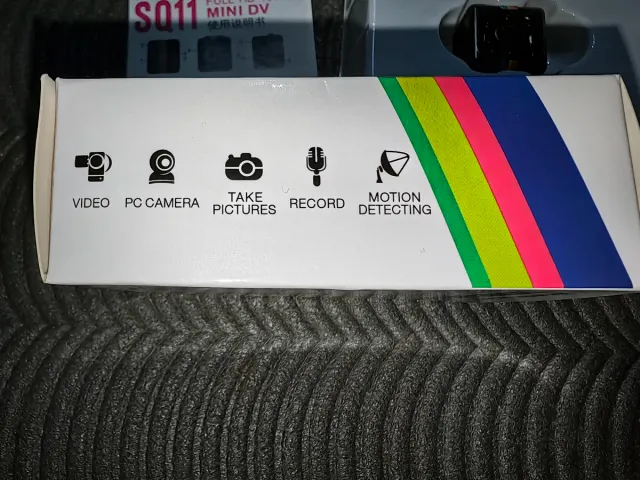 SQ11
MINI DV
使用说明书
VIDEO
PC CAMERA
TAKE
PICTURES
RECORD
MOTION
DETECTING